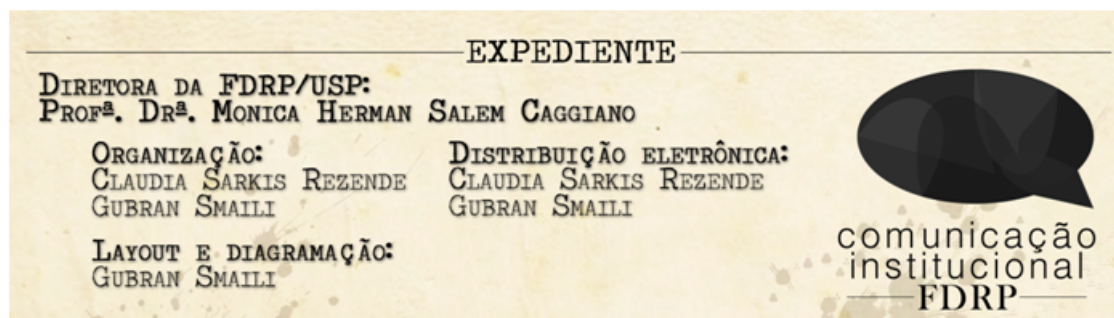 EXPEDIENTE
DIRETORA DA FDRP/USP:
PROFª. DRª. MONICA HERMAN SALEM CAGGIANO
ORGANIZAÇÃO:
CLAUDIA SARKIS REZENDE
GUBRAN SMAILI
DISTRIBUIÇÃO ELETRÔNICA:
CLAUDIA SARKIS REZENDE
GUBRAN SMAILI
LAYOUT E DIAGRAMAÇÃO:
GUBRAN SMAILI
comunicação
institucional
FDRP